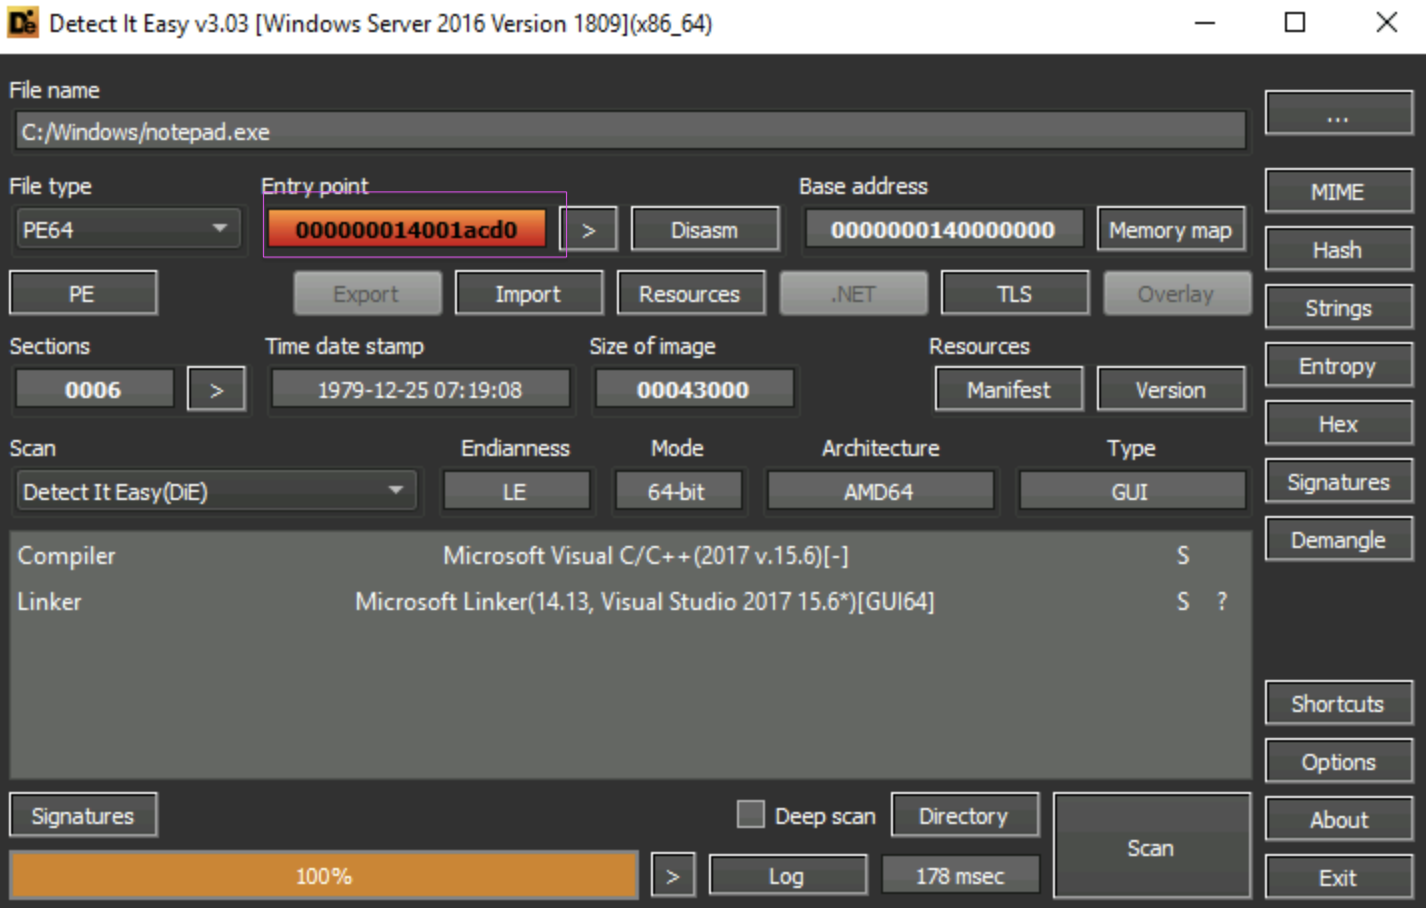 Detect It Easy v3.03 [Windows Server 2016 Version 1809](x86_64)
File name
C:/Windows/notepad.exe
...
File type Entry point Base address
MIME
PE64 000000014001acd0 > Disasm 0000000140000000 Memory map
Hash
PE Export Import Resources .NET TLS Overlay
Strings
Sections Time date stamp Size of image Resources
Entropy
0006 > 1979-12-25 07:19:08 00043000 Manifest Version
Hex
Scan Endianness Mode Architecture Type
Detect It Easy(DiE) LE 64-bit AMD64 GUI
Signatures
Demangle
Compiler Microsoft Visual C/C++(2017 v.15.6)[-] S
Linker Microsoft Linker(14.13, Visual Studio 2017 15.6*)[GUI64] S ?
Shortcuts
Options
Signatures Deep scan Directory Scan
About
100% > Log 178 msec
Exit